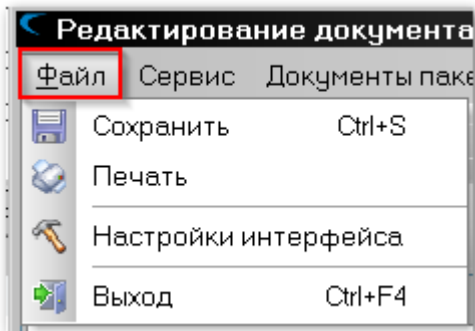 Редактирование документа
Файл Сервис Документы паке
Сохранить Ctrl+S
Печать
Настройки интерфейса
Выход Ctrl+F4